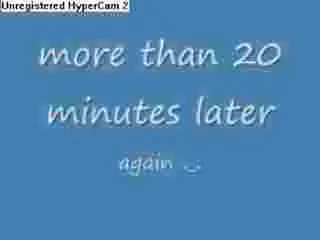 Unregistered HyperCam 2
more than 20
minutes later
again ._.